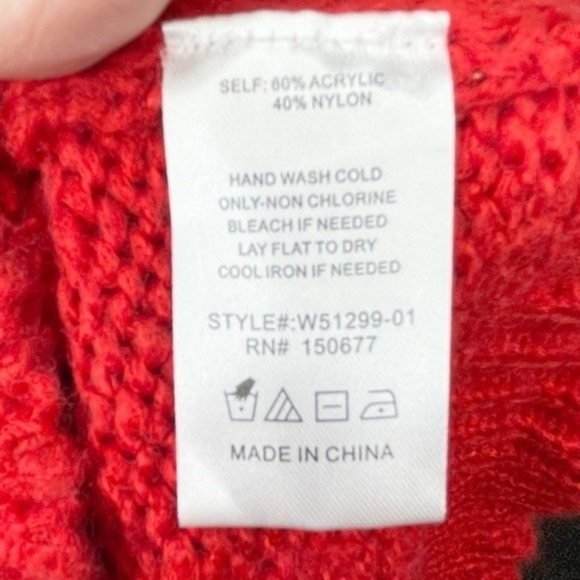 SELF: 60% ACRYLIC
40% NYLON
HAND WASH COLD
ONLY-NON CHLORINE
BLEACH IF NEEDED
LAY FLAT TO DRY
COOL IRON IF NEEDED
STYLE#:W51299-01
RN# 150677
MADE IN CHINA